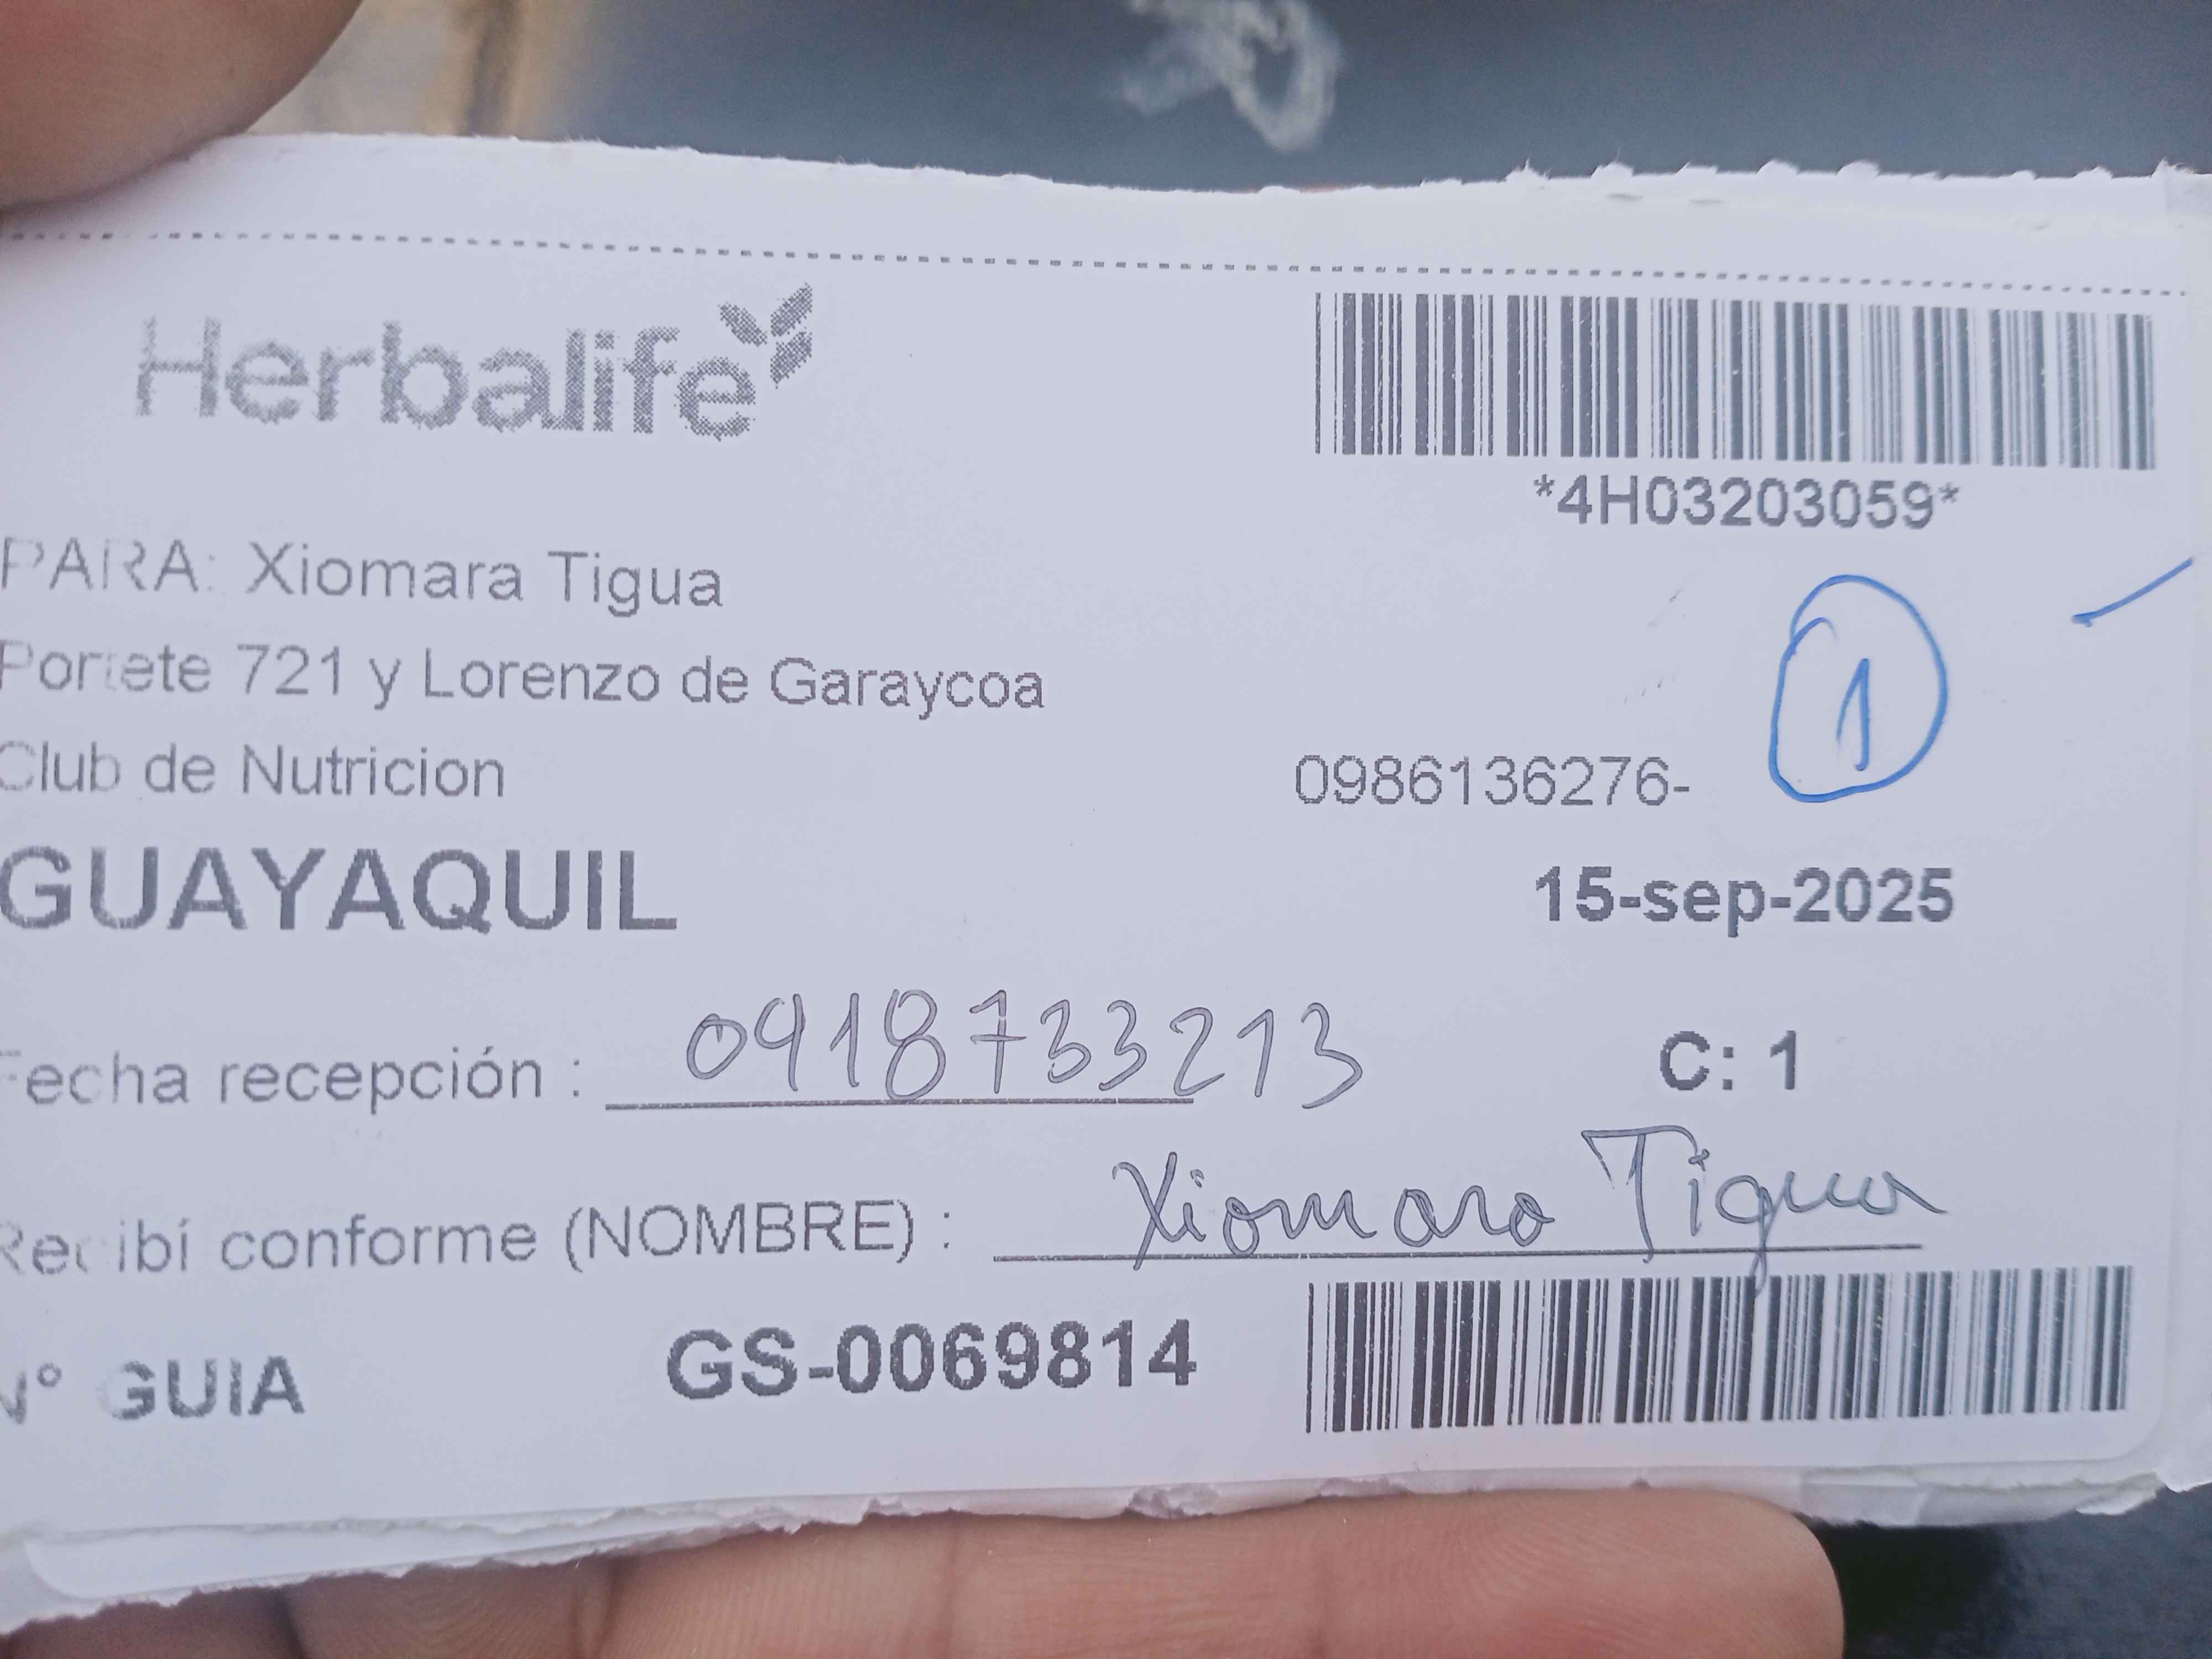 Herbalife
*4H03203059*
PARA: Xiomara Tigua
Portete 721 y Lorenzo de Garaycoa
1
Club de Nutricion
0986136276-
GUAYAQUIL
15-sep-2025
Fecha recepción : 0918733213
C: 1
Recibí conforme (NOMBRE) : Xiomara Tigua
N° GUIA GS-0069814